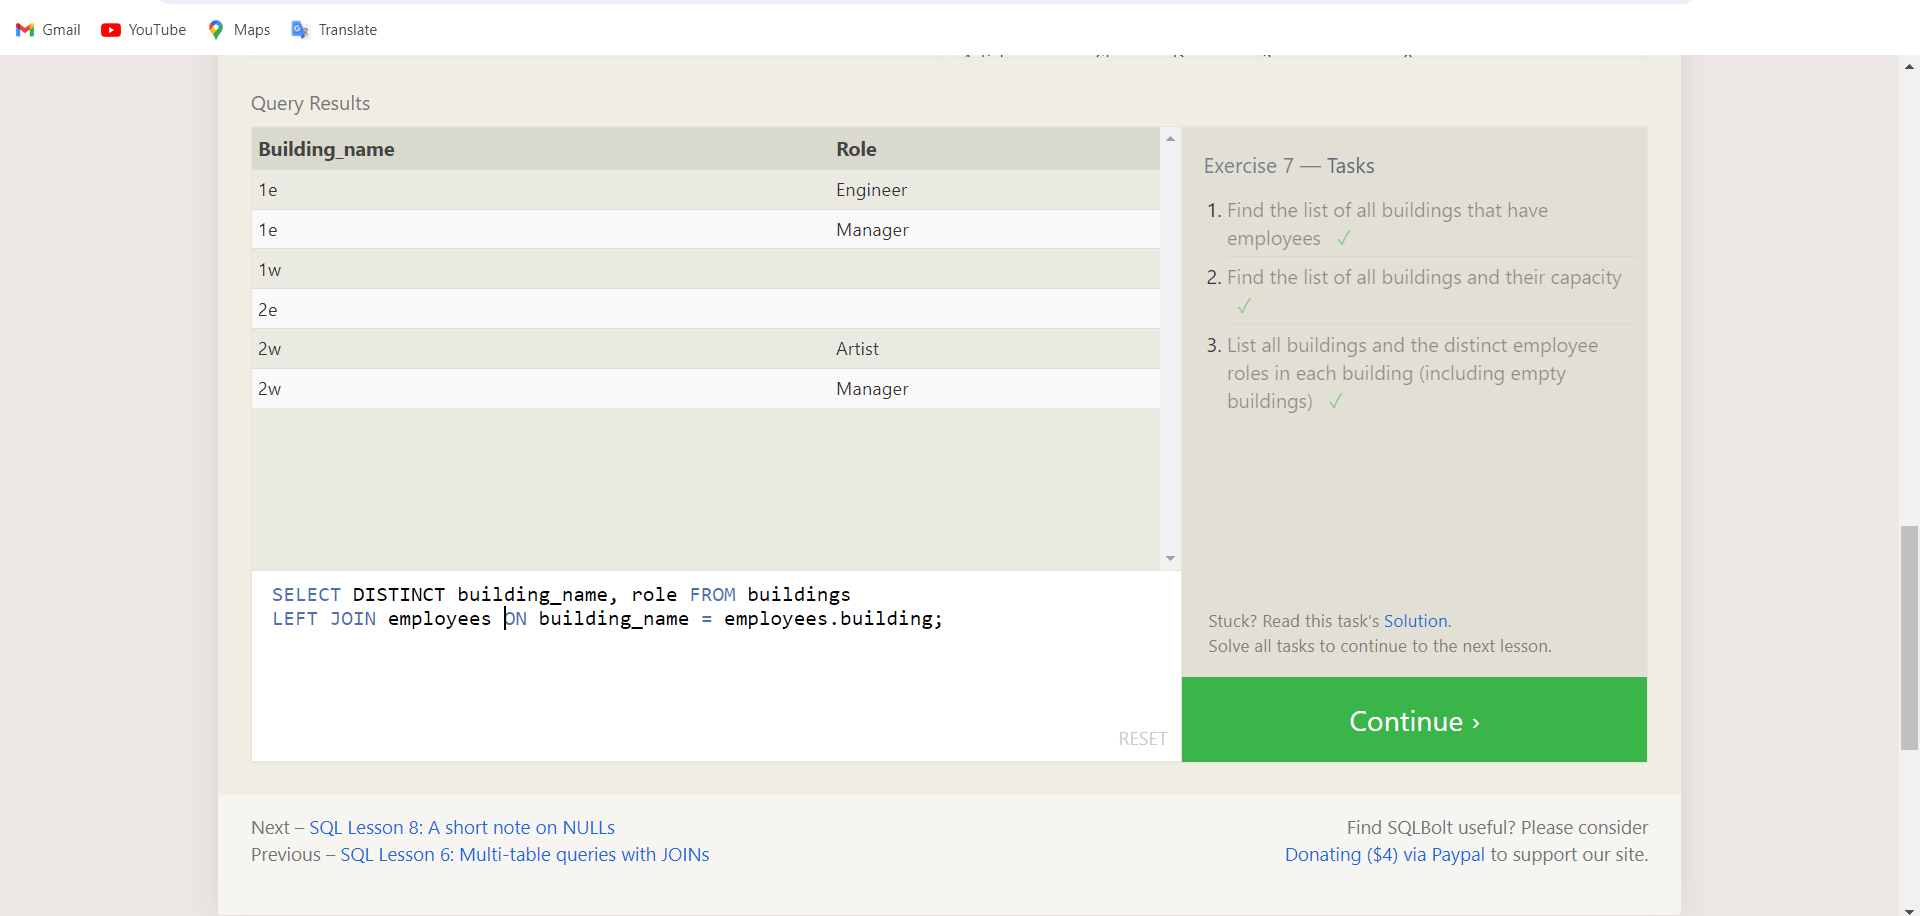 Gmail YouTube Maps Translate
Query Results
Building_name Role
1e Engineer
1e Manager
1w
2e
2w Artist
2w Manager
Exercise 7 — Tasks
1. Find the list of all buildings that have
employees ✓
2. Find the list of all buildings and their capacity
✓
3. List all buildings and the distinct employee
roles in each building (including empty
buildings) ✓
SELECT DISTINCT building_name, role FROM buildings
LEFT JOIN employees ON building_name = employees.building;
RESET
Stuck? Read this task's Solution.
Solve all tasks to continue to the next lesson.
Continue ›
Next – SQL Lesson 8: A short note on NULLs
Previous – SQL Lesson 6: Multi-table queries with JOINs
Find SQLBolt useful? Please consider
Donating ($4) via Paypal to support our site.